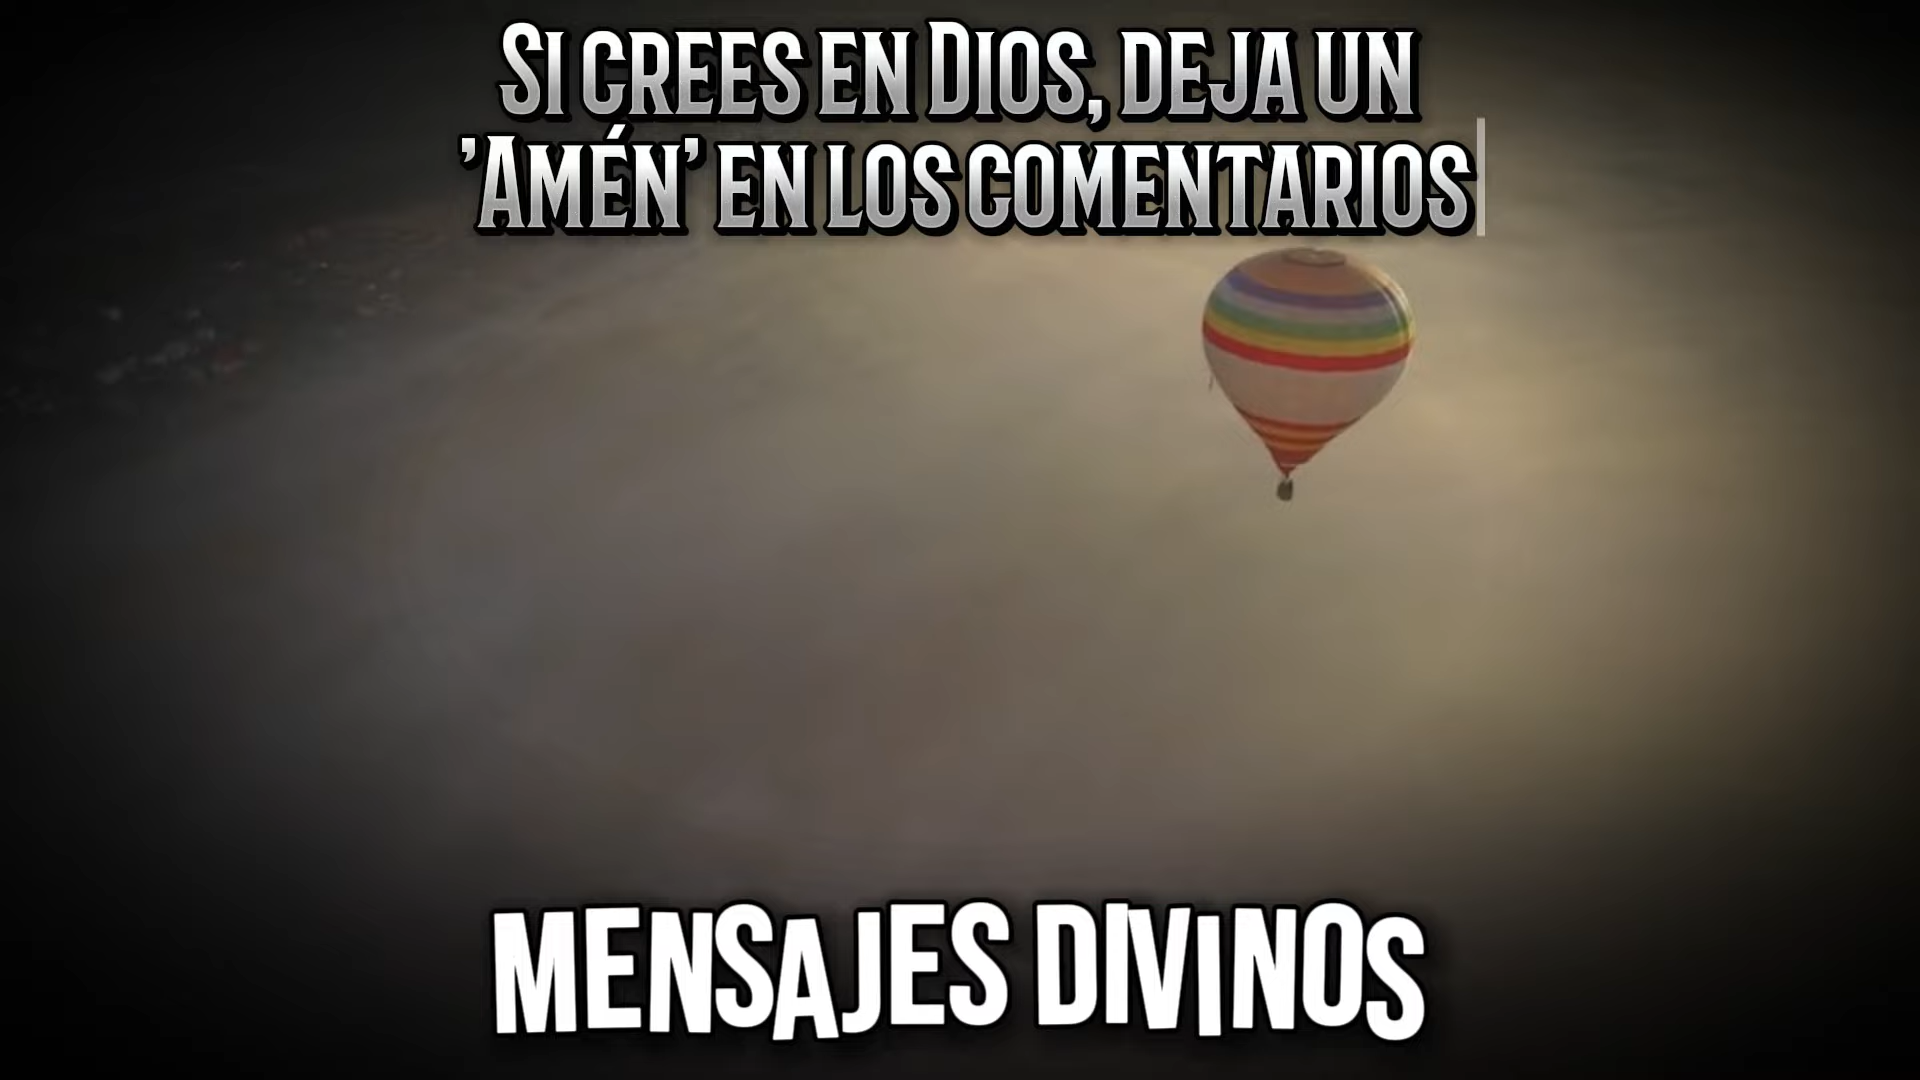 Si crees en Dios, deja un
'Amén' en los comentarios
MENSAJES DIVINOS